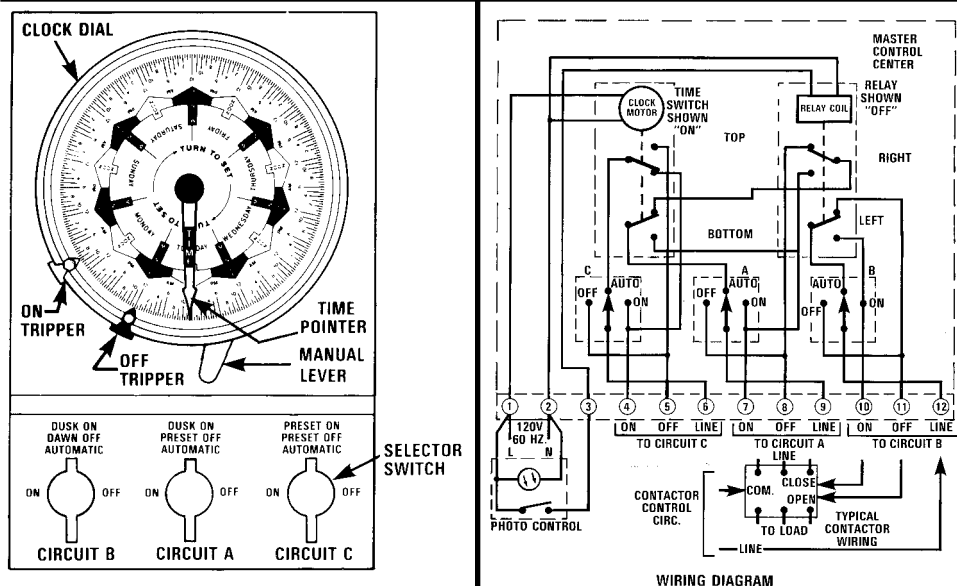 CLOCK DIAL
TURN TO SET
SATURDAY
FRIDAY
SUNDAY
THURSDAY
MONDAY
WEDNESDAY
ON
TRIPPER
OFF
TRIPPER
TIME
POINTER
MANUAL
LEVER
DUSK ON
DAWN OFF
AUTOMATIC
ON OFF
CIRCUIT B
DUSK ON
PRESET OFF
AUTOMATIC
ON OFF
CIRCUIT A
PRESET ON
PRESET OFF
AUTOMATIC
ON OFF
CIRCUIT C
SELECTOR
SWITCH
MASTER
CONTROL
CENTER
CLOCK
MOTOR
TIME
SWITCH
SHOWN
"ON"
RELAY COIL
RELAY
SHOWN
"OFF"
TOP
RIGHT
BOTTOM
LEFT
C
OFF AUTO ON
A
OFF AUTO ON
B
OFF AUTO ON
1 2 3 4 5 6 7 8 9 10 11 12
120V
60 HZ.
L N
ON OFF LINE
TO CIRCUIT C
ON OFF LINE
TO CIRCUIT A
ON OFF LINE
TO CIRCUIT B
PHOTO CONTROL
LINE
CONTACTOR
CONTROL
CIRC.
COM.
CLOSE
OPEN
TO LOAD
TYPICAL
CONTACTOR
WIRING
LINE
WIRING DIAGRAM